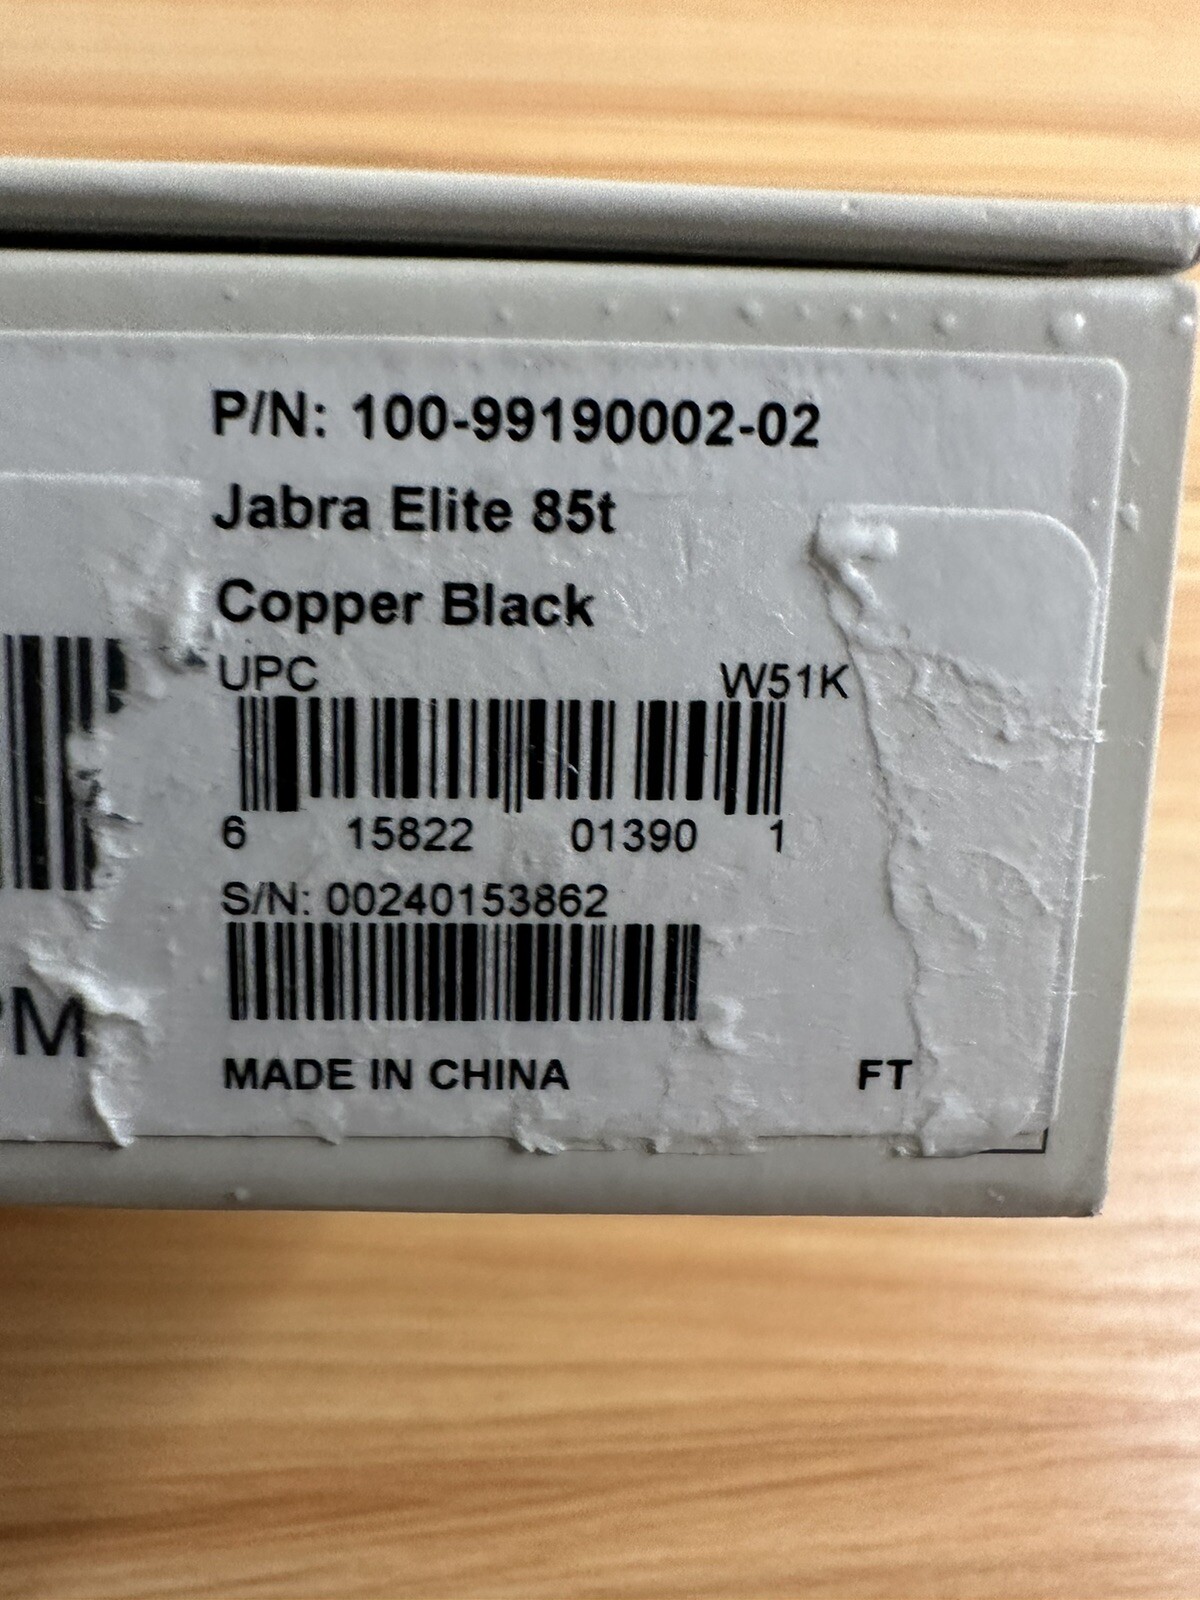 P/N: 100-99190002-02
Jabra Elite 85t
Copper Black
UPC W51K
6 15822 01390 1
S/N: 00240153862
PM
MADE IN CHINA FT